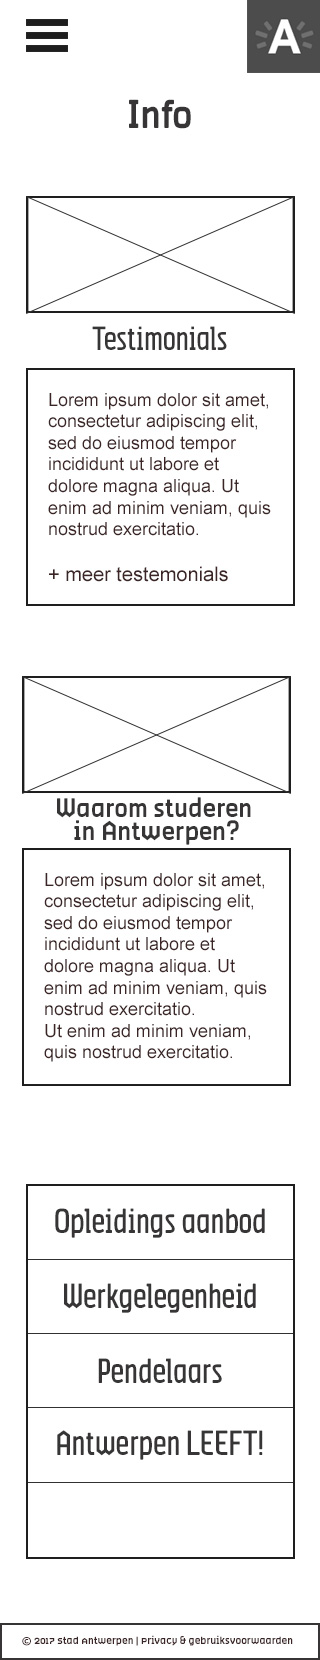 A
Info
Testimonials
Lorem ipsum dolor sit amet,
consectetur adipiscing elit,
sed do eiusmod tempor
incididunt ut labore et
dolore magna aliqua. Ut
enim ad minim veniam, quis
nostrud exercitatio.
+ meer testemonials
Waarom studeren
in Antwerpen?
Lorem ipsum dolor sit amet,
consectetur adipiscing elit,
sed do eiusmod tempor
incididunt ut labore et
dolore magna aliqua. Ut
enim ad minim veniam, quis
nostrud exercitatio.
Ut enim ad minim veniam,
quis nostrud exercitatio.
Opleidings aanbod
Werkgelegenheid
Pendelaars
Antwerpen LEEFT!
© 2017 Stad Antwerpen | Privacy & gebruiksvoorwaarden